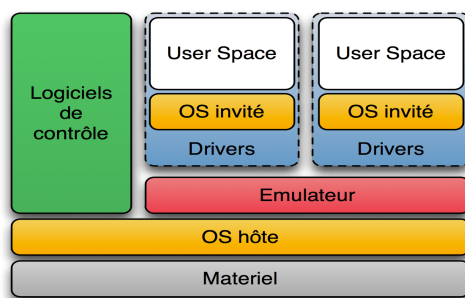 Logiciels
de
contrôle
User Space
OS invité
Drivers
User Space
OS invité
Drivers
Emulateur
OS hôte
Materiel